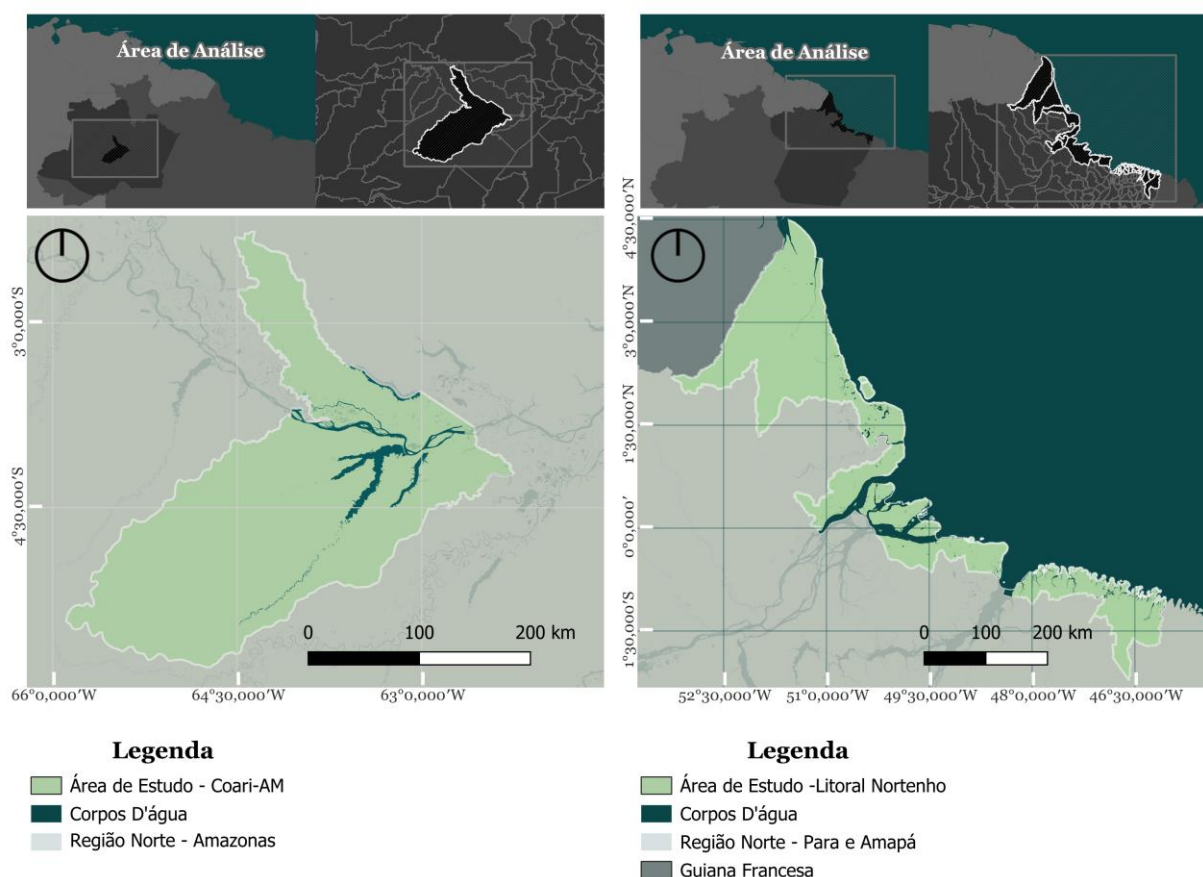 Área de Análise
3°0,000'S
4°30,000'S
0 100 200 km
66°0,000'W 64°30,000'W 63°0,000'W
Legenda
Área de Estudo - Coari-AM
Corpos D'água
Região Norte - Amazonas
Área de Análise
4°30,000'N
3°0,000'N
1°30,000'N
0°0,000'
1°30,000'S
0 100 200 km
52°30,000'W 51°0,000'W 49°30,000'W 48°0,000'W 46°30,000'W
Legenda
Área de Estudo -Litoral Nortenho
Corpos D'água
Região Norte - Para e Amapá
Guiana Francesa